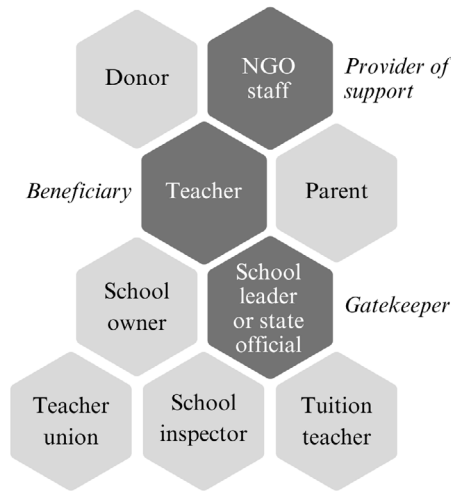 Donor
NGO
staff
Provider of
support
Beneficiary
Teacher
Parent
School
owner
School
leader
or state
official
Gatekeeper
Teacher
union
School
inspector
Tuition
teacher